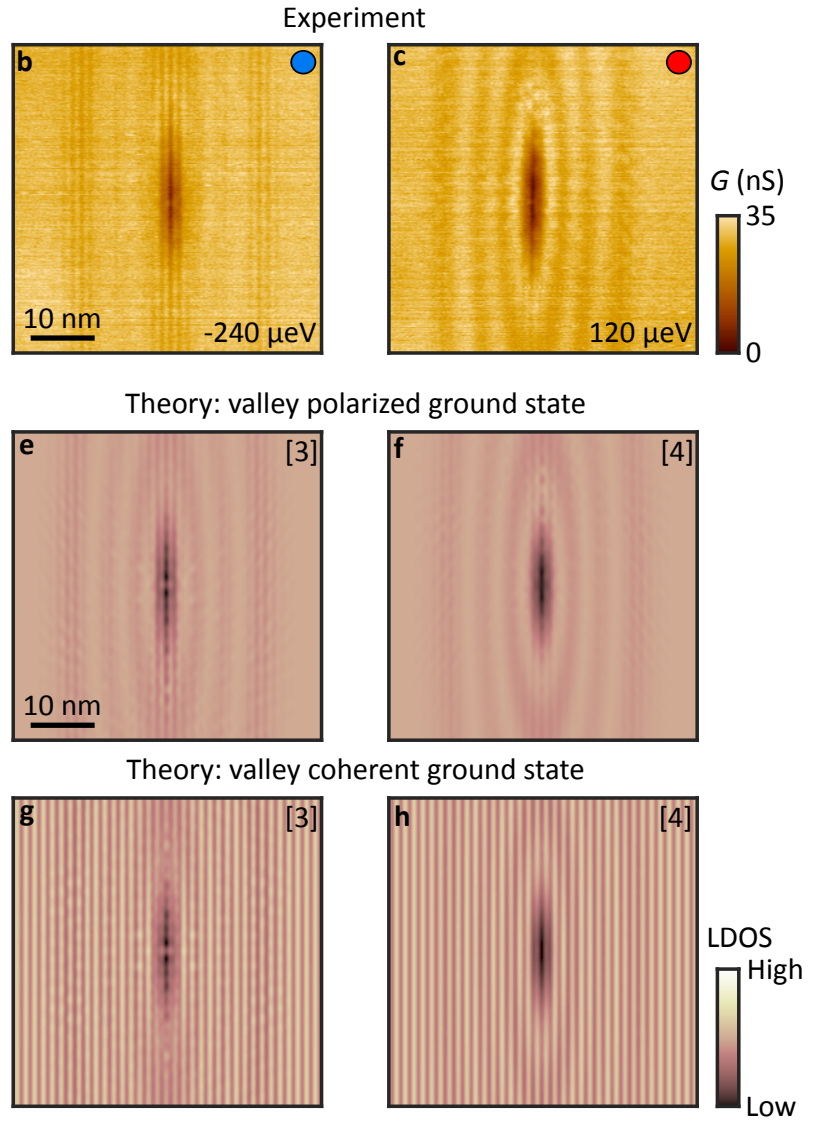 Experiment
b
c
G (nS)
35
0
10 nm
-240 µeV
120 µeV
Theory: valley polarized ground state
e
[3]
f
[4]
10 nm
Theory: valley coherent ground state
g
[3]
h
[4]
LDOS
High
Low